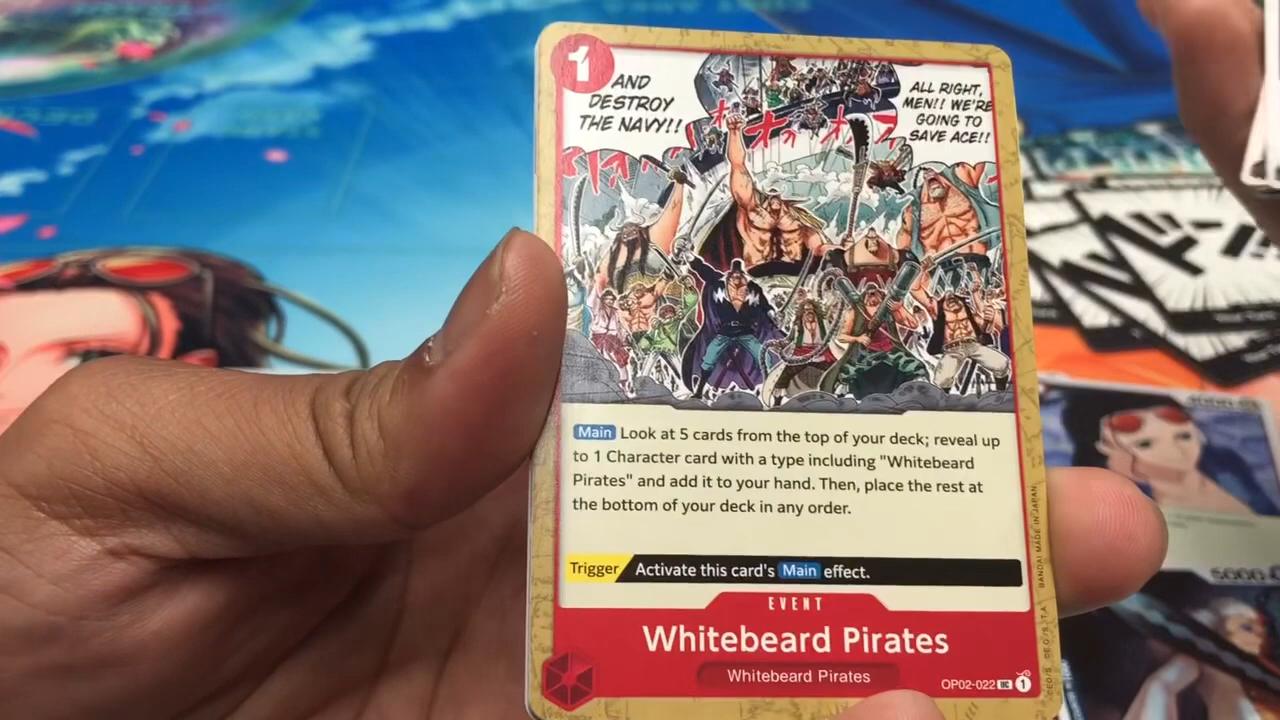 1
AND
DESTROY
THE NAVY!!
ALL RIGHT,
MEN!! WE'RE
GOING TO
SAVE ACE!!
Main Look at 5 cards from the top of your deck; reveal up
to 1 Character card with a type including "Whitebeard
Pirates" and add it to your hand. Then, place the rest at
the bottom of your deck in any order.
Trigger Activate this card's Main effect.
EVENT
Whitebeard Pirates
Whitebeard Pirates
OP02-022 UC 1
BANDAI MADE IN JAPAN